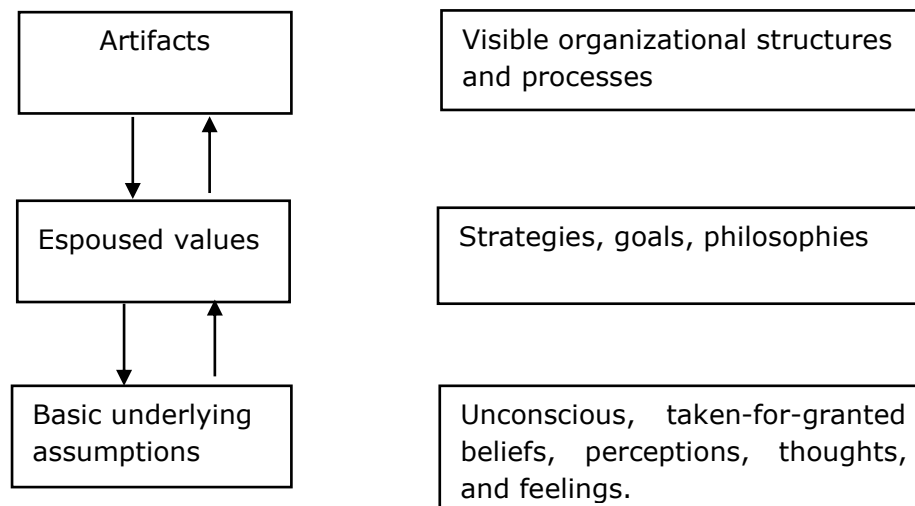 Artifacts
Visible organizational structures
and processes
Espoused values
Strategies, goals, philosophies
Basic underlying
assumptions
Unconscious, taken-for-granted
beliefs, perceptions, thoughts,
and feelings.